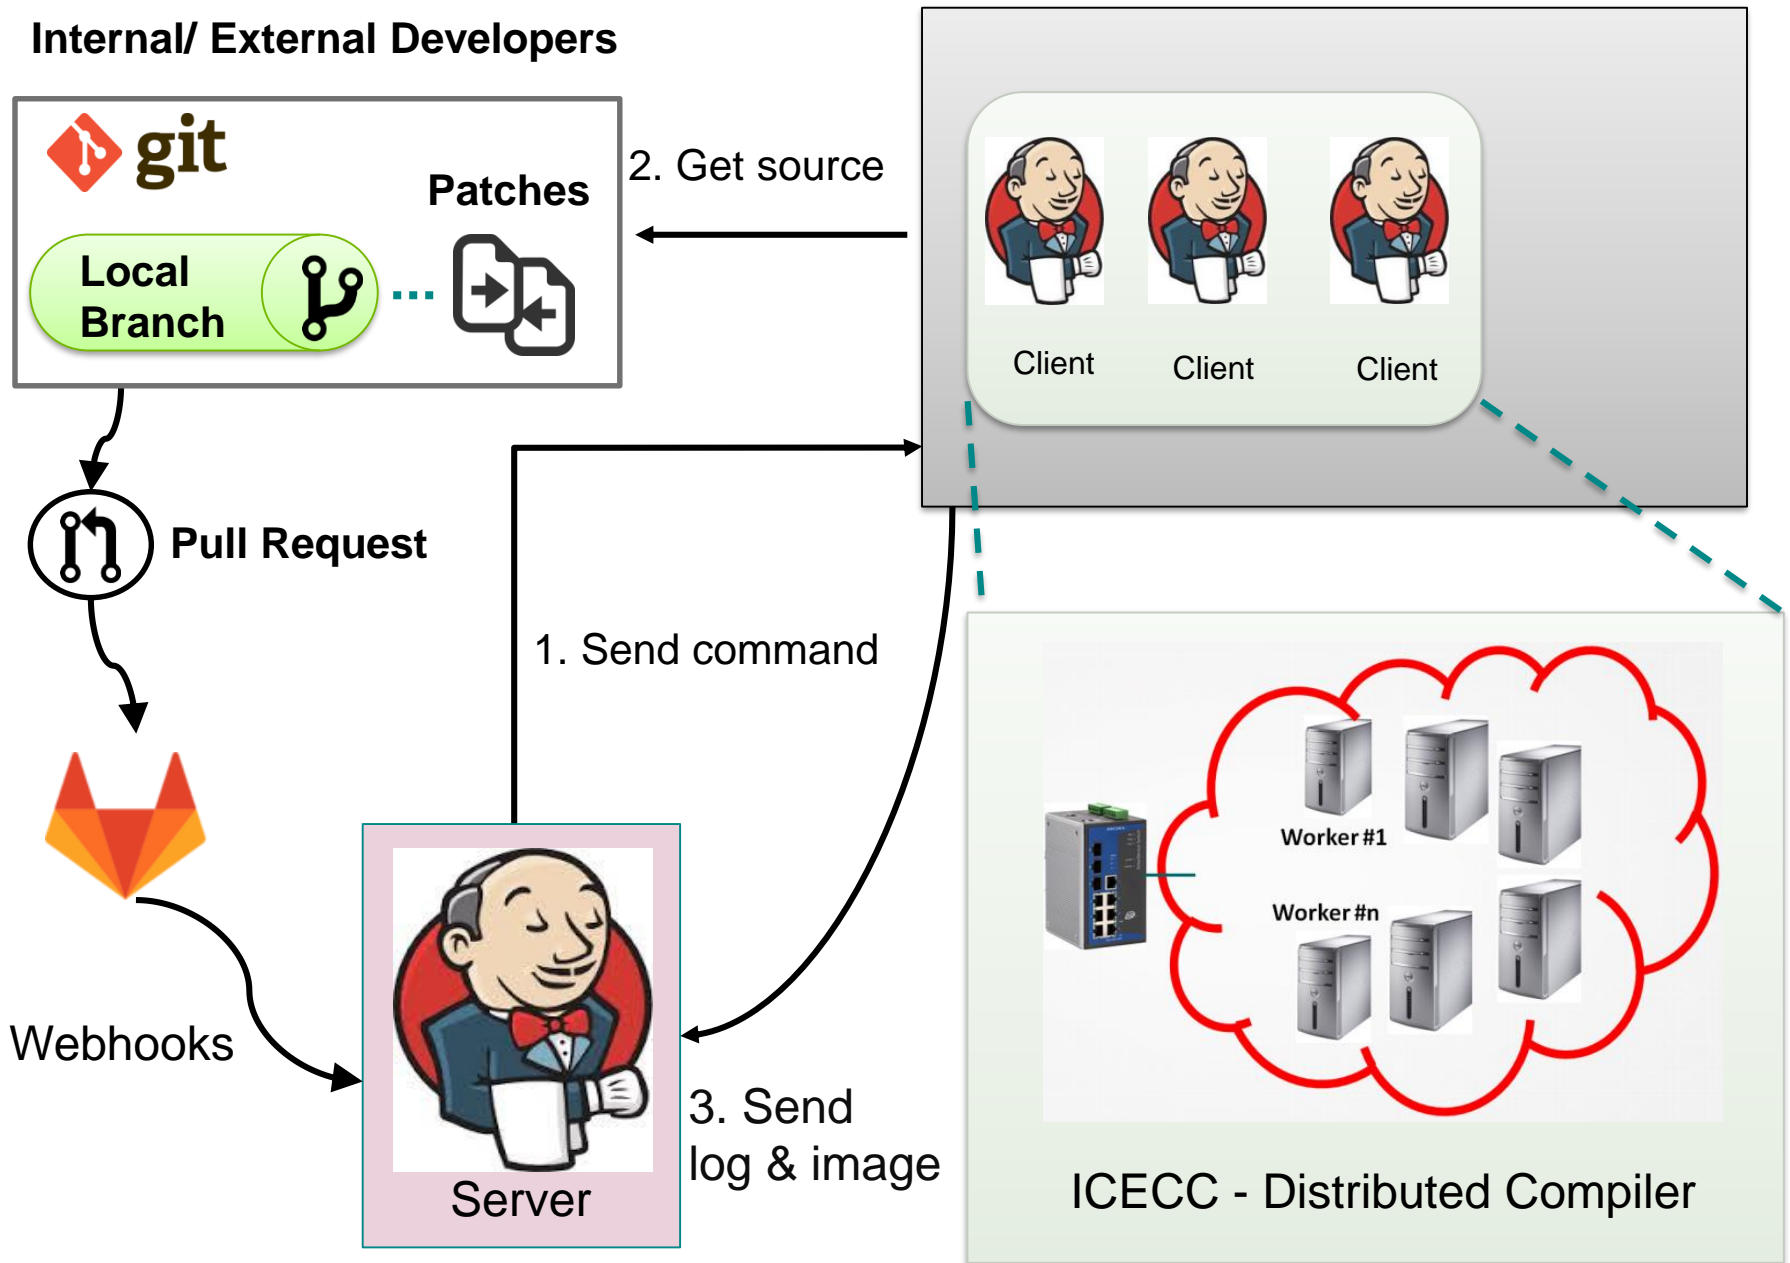 Internal/ External Developers
git
Patches
Local
Branch
2. Get source
Client
Client
Client
Pull Request
1. Send command
Webhooks
Server
3. Send
log & image
Worker #1
Worker #n
ICECC - Distributed Compiler